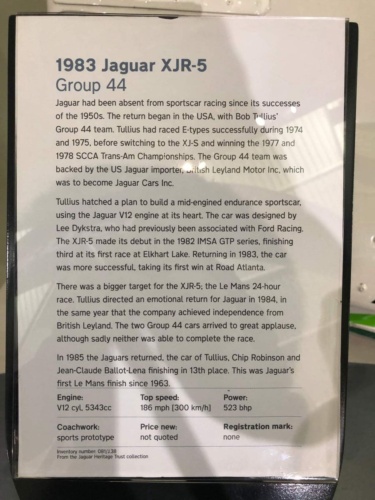 1983 Jaguar XJR-5
Group 44
Jaguar had been absent from sportscar racing since its successes
of the 1950s. The return began in the USA, with Bob Tullius'
Group 44 team. Tullius had raced E-types successfully during 1974
and 1975, before switching to the XJ-S and winning the 1977 and
1978 SCCA Trans-Am Championships. The Group 44 team was
backed by the US Jaguar importer, British Leyland Motor Inc, which
was to become Jaguar Cars Inc.
Tullius hatched a plan to build a mid-engined endurance sportscar,
using the Jaguar V12 engine at its heart. The car was designed by
Lee Dykstra, who had previously been associated with Ford Racing.
The XJR-5 made its debut in the 1982 IMSA GTP series, finishing
third at its first race at Elkhart Lake. Returning in 1983, the car
was more successful, taking its first win at Road Atlanta.
There was a bigger target for the XJR-5; the Le Mans 24-hour
race. Tullius directed an emotional return for Jaguar in 1984, in
the same year that the company achieved independence from
British Leyland. The two Group 44 cars arrived to great applause,
although sadly neither was able to complete the race.
In 1985 the Jaguars returned, the car of Tullius, Chip Robinson and
Jean-Claude Ballot-Lena finishing in 13th place. This was Jaguar's
first Le Mans finish since 1963.
Engine: Top speed: Power:
V12 cyl, 5343cc 186 mph [300 km/h] 523 bhp
Coachwork: Price new: Registration mark:
sports prototype not quoted none
Inventory number:
From the Jaguar Heritage Trust collection